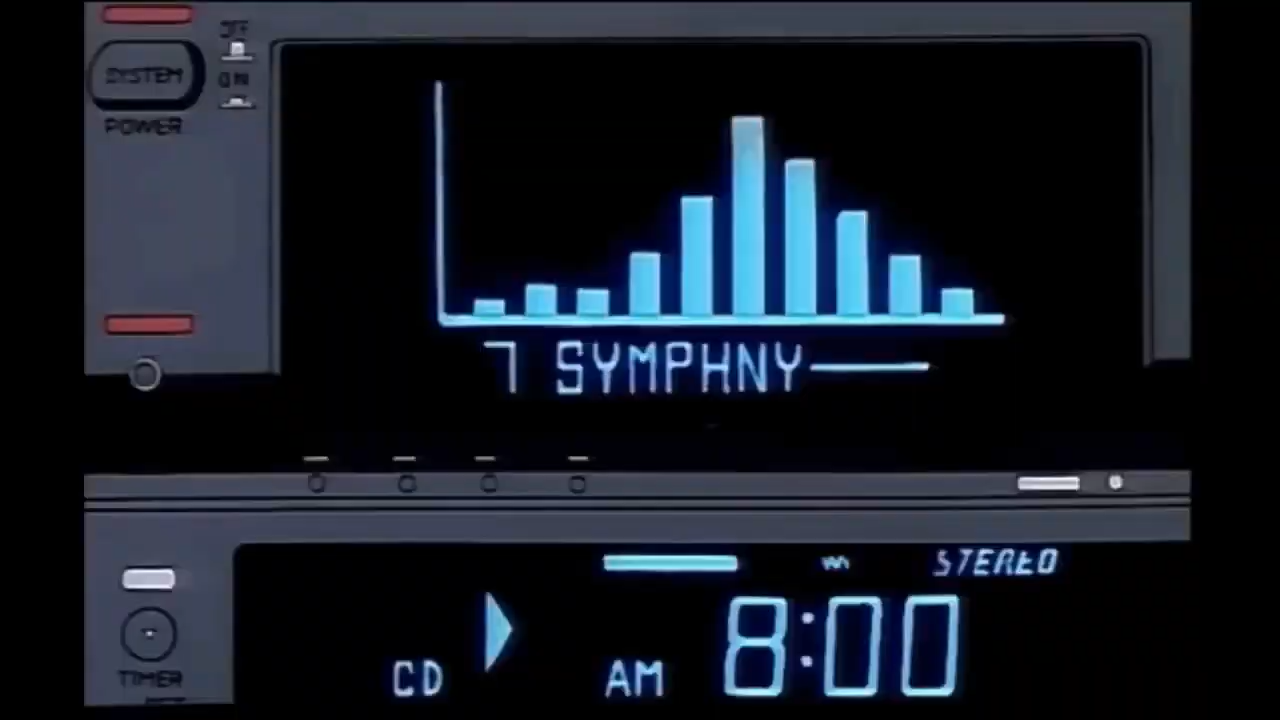 OFF
SYSTEM
ON
POWER
7 SYMPHNY
STEREO
CD
AM 8:00
TIMER